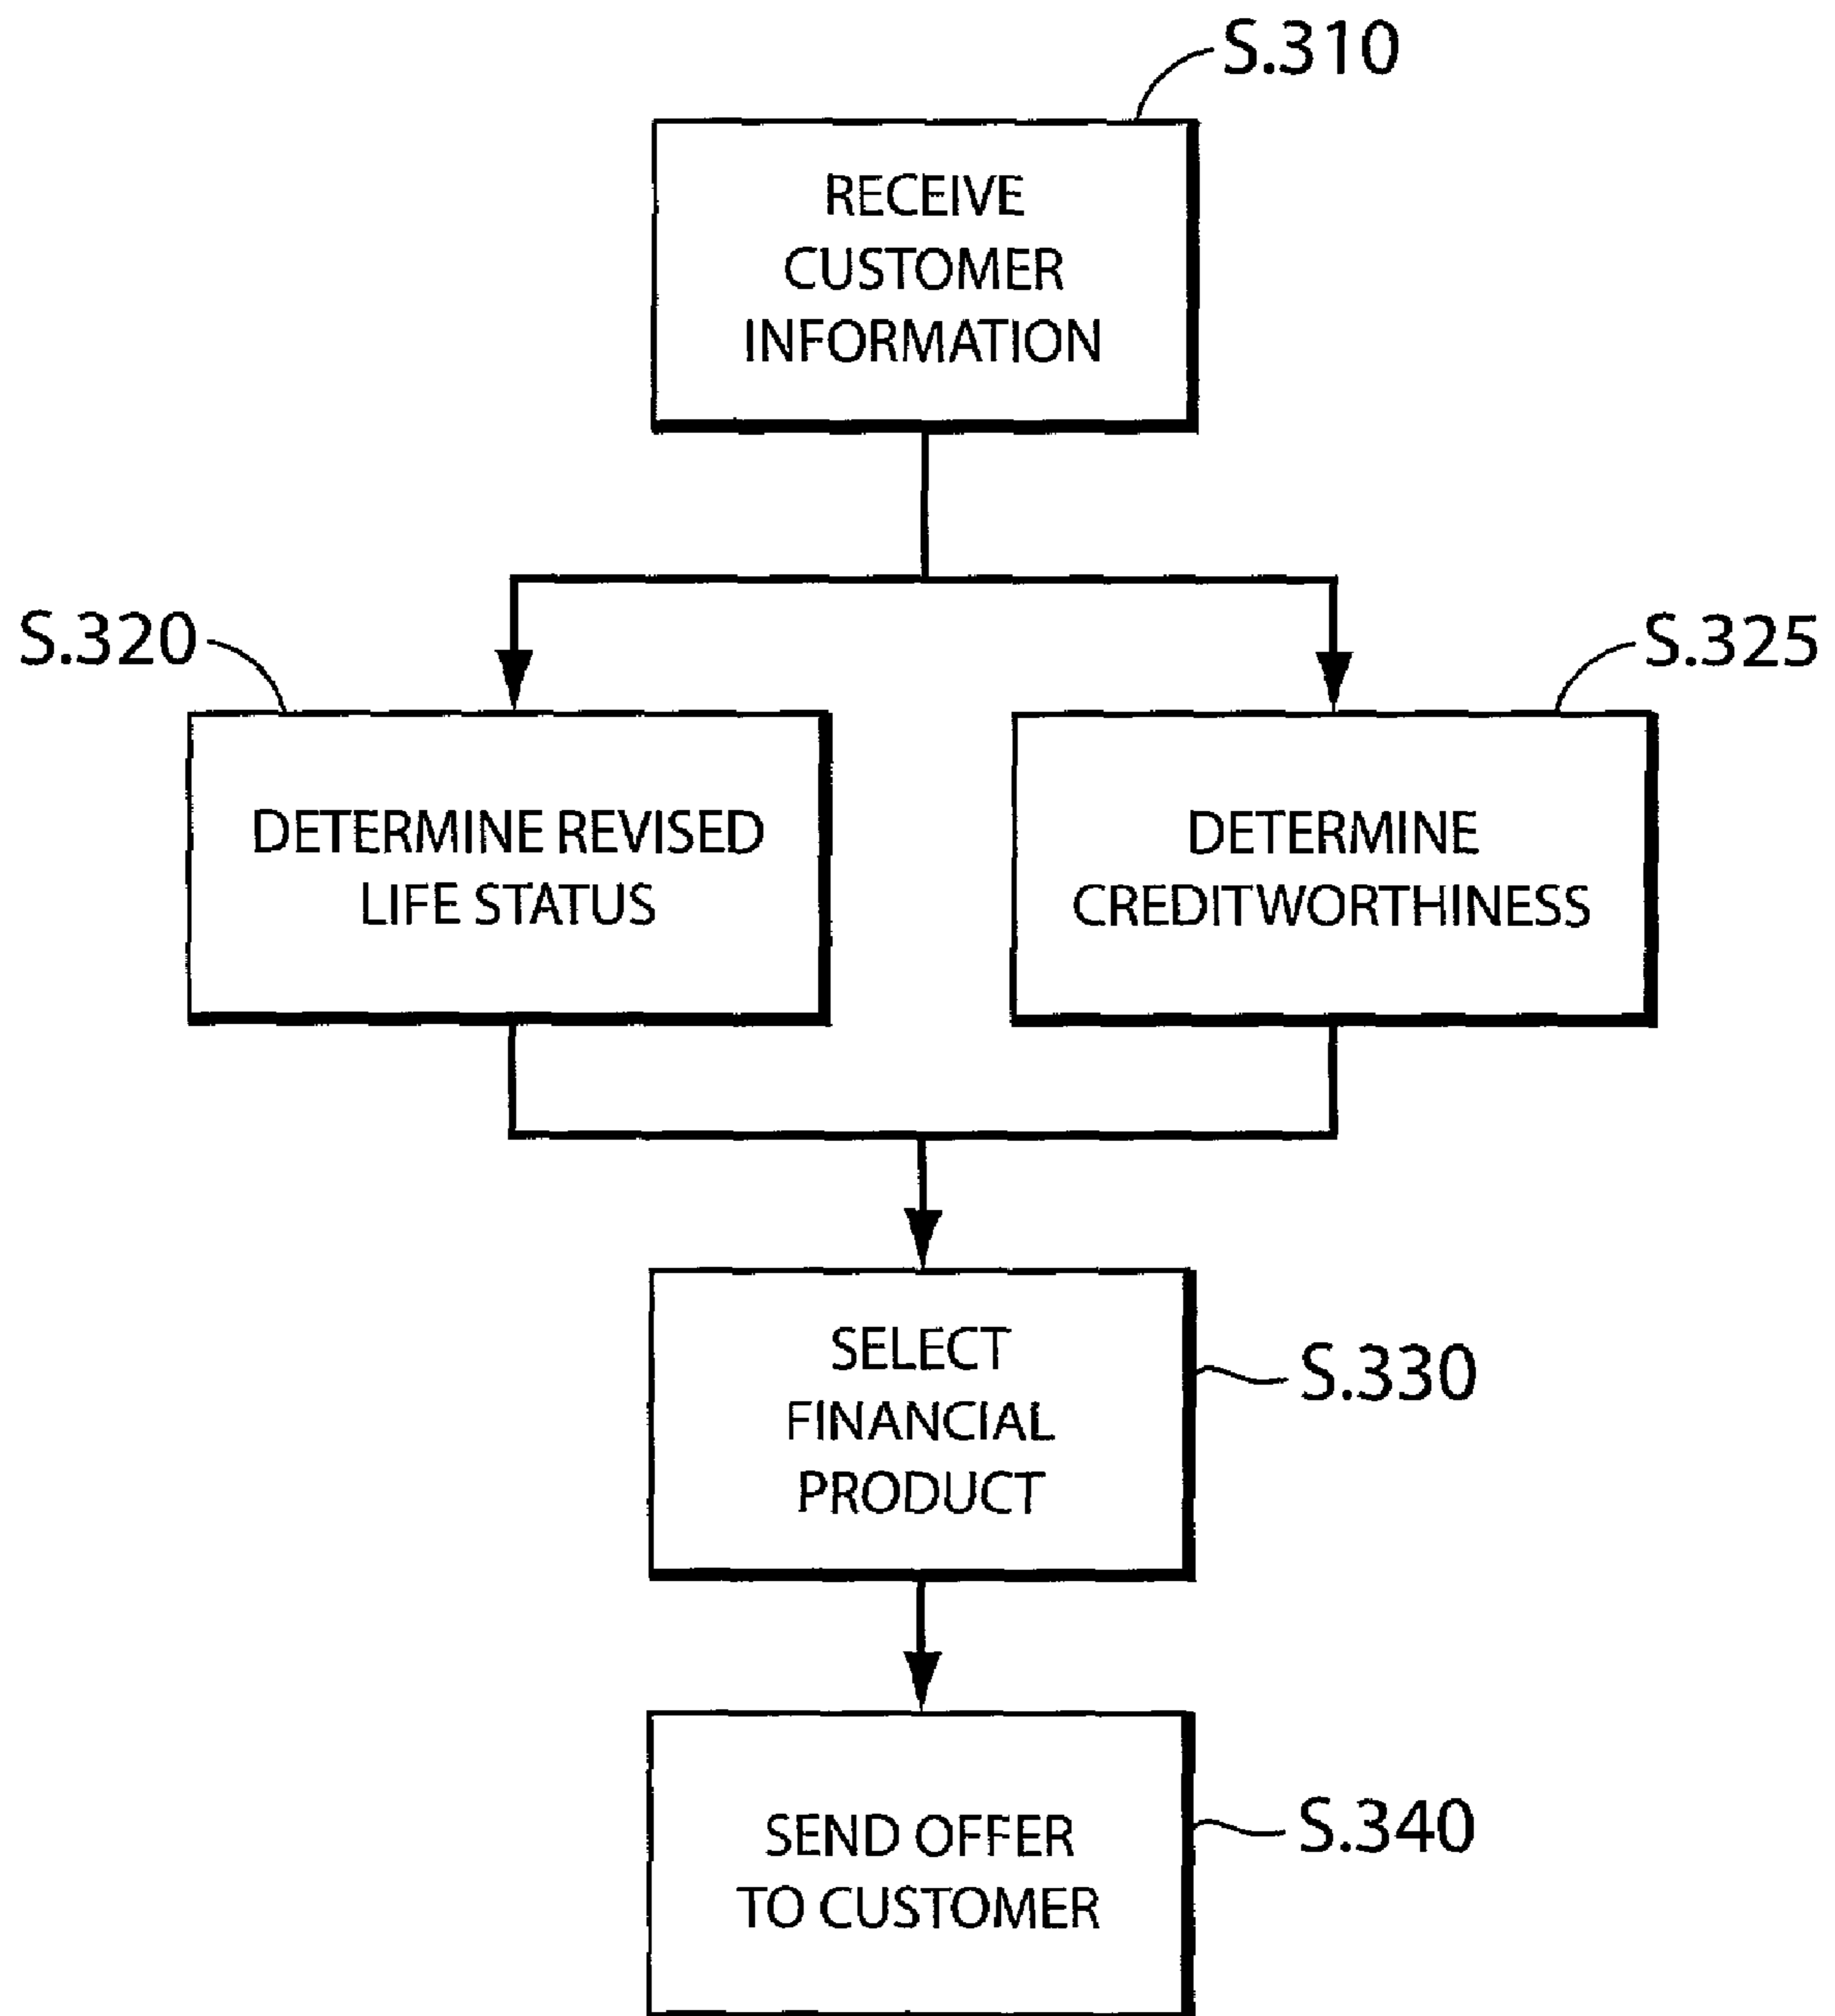 S.310
RECEIVE
CUSTOMER
INFORMATION
S.320
S.325
DETERMINE REVISED
LIFE STATUS
DETERMINE
CREDITWORTHINESS
SELECT
FINANCIAL
PRODUCT
S.330
SEND OFFER
TO CUSTOMER
S.340